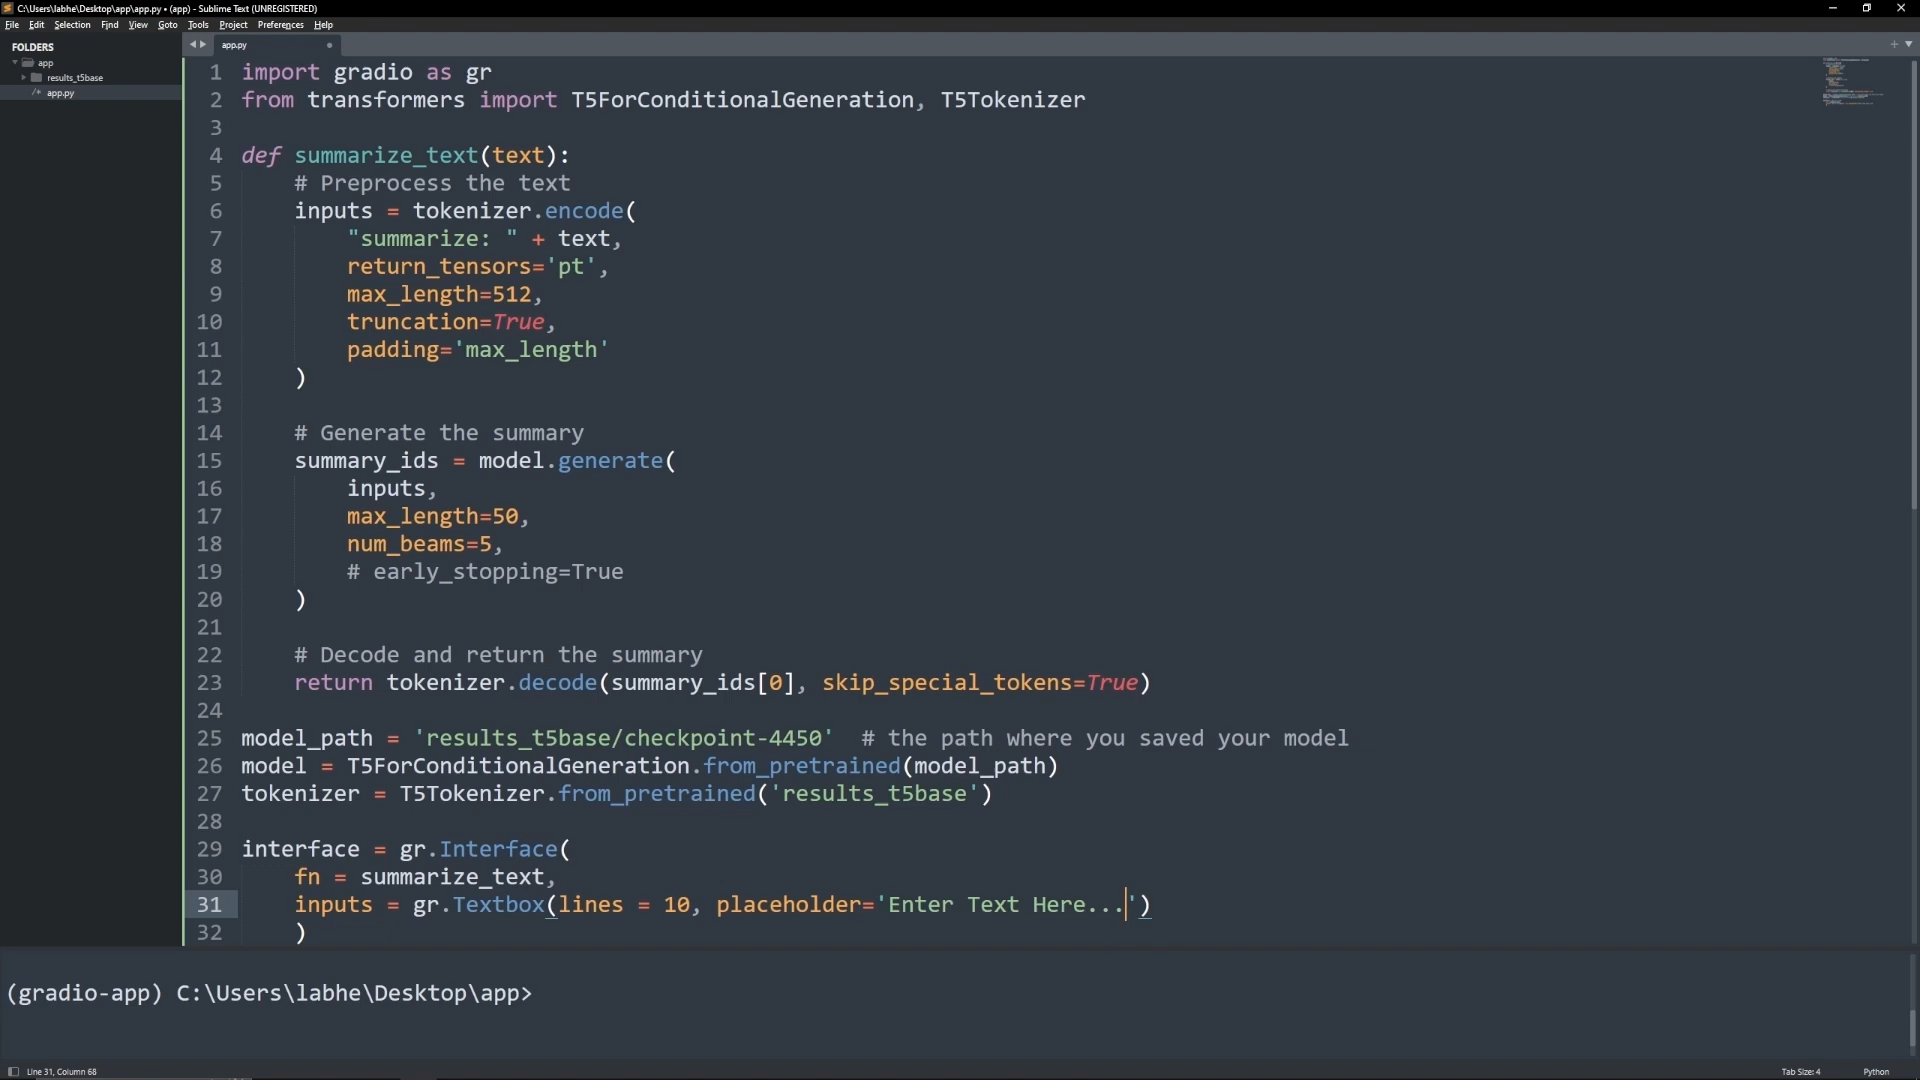 C:\Users\labhe\Desktop\app\app.py • (app) - Sublime Text (UNREGISTERED)
File Edit Selection Find View Goto Tools Project Preferences Help
FOLDERS
app
results_t5base
app.py
app.py
1 import gradio as gr
2 from transformers import T5ForConditionalGeneration, T5Tokenizer
3
4 def summarize_text(text):
5     # Preprocess the text
6     inputs = tokenizer.encode(
7         "summarize: " + text,
8         return_tensors='pt',
9         max_length=512,
10         truncation=True,
11         padding='max_length'
12     )
13
14     # Generate the summary
15     summary_ids = model.generate(
16         inputs,
17         max_length=50,
18         num_beams=5,
19         # early_stopping=True
20     )
21
22     # Decode and return the summary
23     return tokenizer.decode(summary_ids[0], skip_special_tokens=True)
24
25 model_path = 'results_t5base/checkpoint-4450'  # the path where you saved your model
26 model = T5ForConditionalGeneration.from_pretrained(model_path)
27 tokenizer = T5Tokenizer.from_pretrained('results_t5base')
28
29 interface = gr.Interface(
30     fn = summarize_text,
31     inputs = gr.Textbox(lines = 10, placeholder='Enter Text Here...')
32     )
(gradio-app) C:\Users\labhe\Desktop\app>
Line 31, Column 68
Tab Size: 4
Python